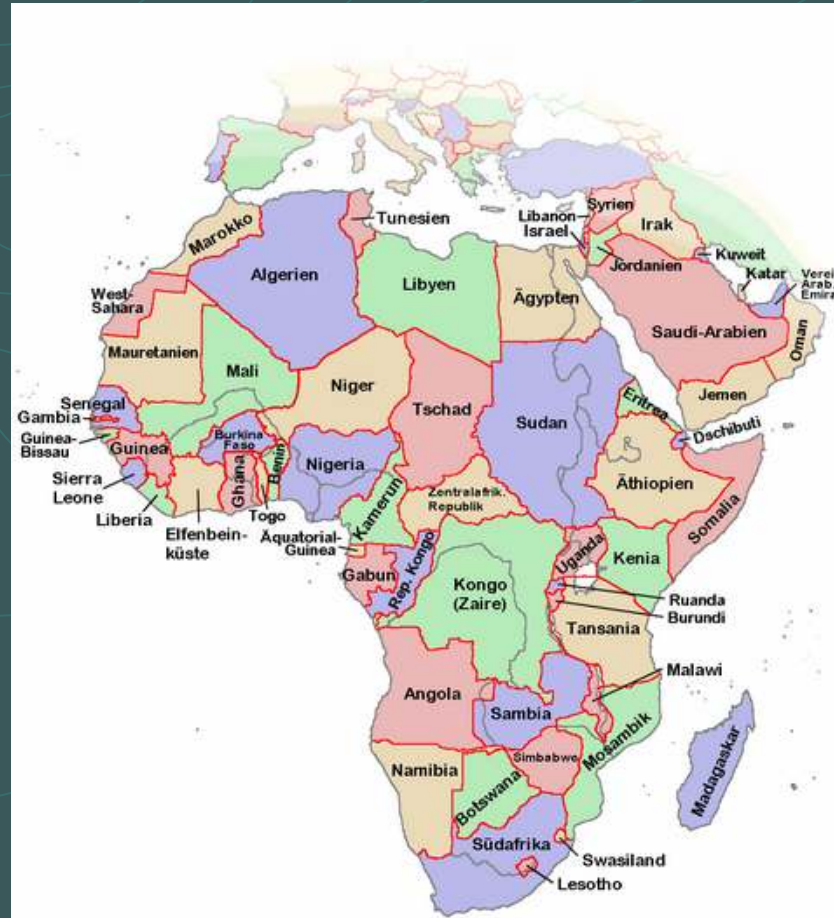 Tunesien
Marokko
Algerien
Libyen
Ägypten
Libanon
Israel
Syrien
Irak
Jordanien
Kuweit
Katar
Verei
Arab.
Emira
Saudi-Arabien
Oman
Jemen
West-
Sahara
Mauretanien
Mali
Niger
Tschad
Sudan
Eritrea
Dschibuti
Senegal
Gambia
Guinea-
Bissau
Guinea
Sierra
Leone
Liberia
Elfenbein-
küste
Burkina
Faso
Ghana
Togo
Benin
Nigeria
Kamerun
Zentralafrik.
Republik
Äthiopien
Somalia
Äquatorial-
Guinea
Gabun
Rep. Kongo
Kongo
(Zaire)
Uganda
Kenia
Ruanda
Burundi
Tansania
Malawi
Angola
Sambia
Mosambik
Simbabwe
Namibia
Botswana
Madagaskar
Südafrika
Swasiland
Lesotho